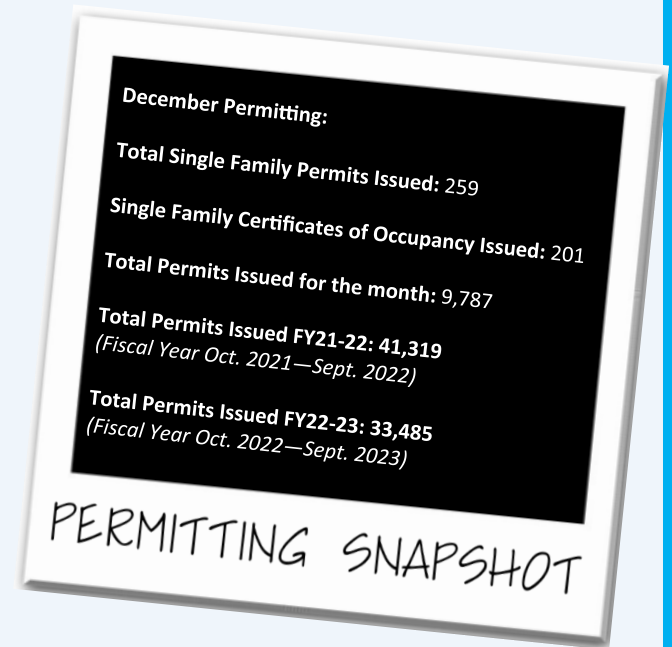 December Permitting:
Total Single Family Permits Issued: 259
Single Family Certificates of Occupancy Issued: 201
Total Permits Issued for the month: 9,787
Total Permits Issued FY21-22: 41,319
(Fiscal Year Oct. 2021—Sept. 2022)
Total Permits Issued FY22-23: 33,485
(Fiscal Year Oct. 2022—Sept. 2023)
PERMITTING SNAPSHOT